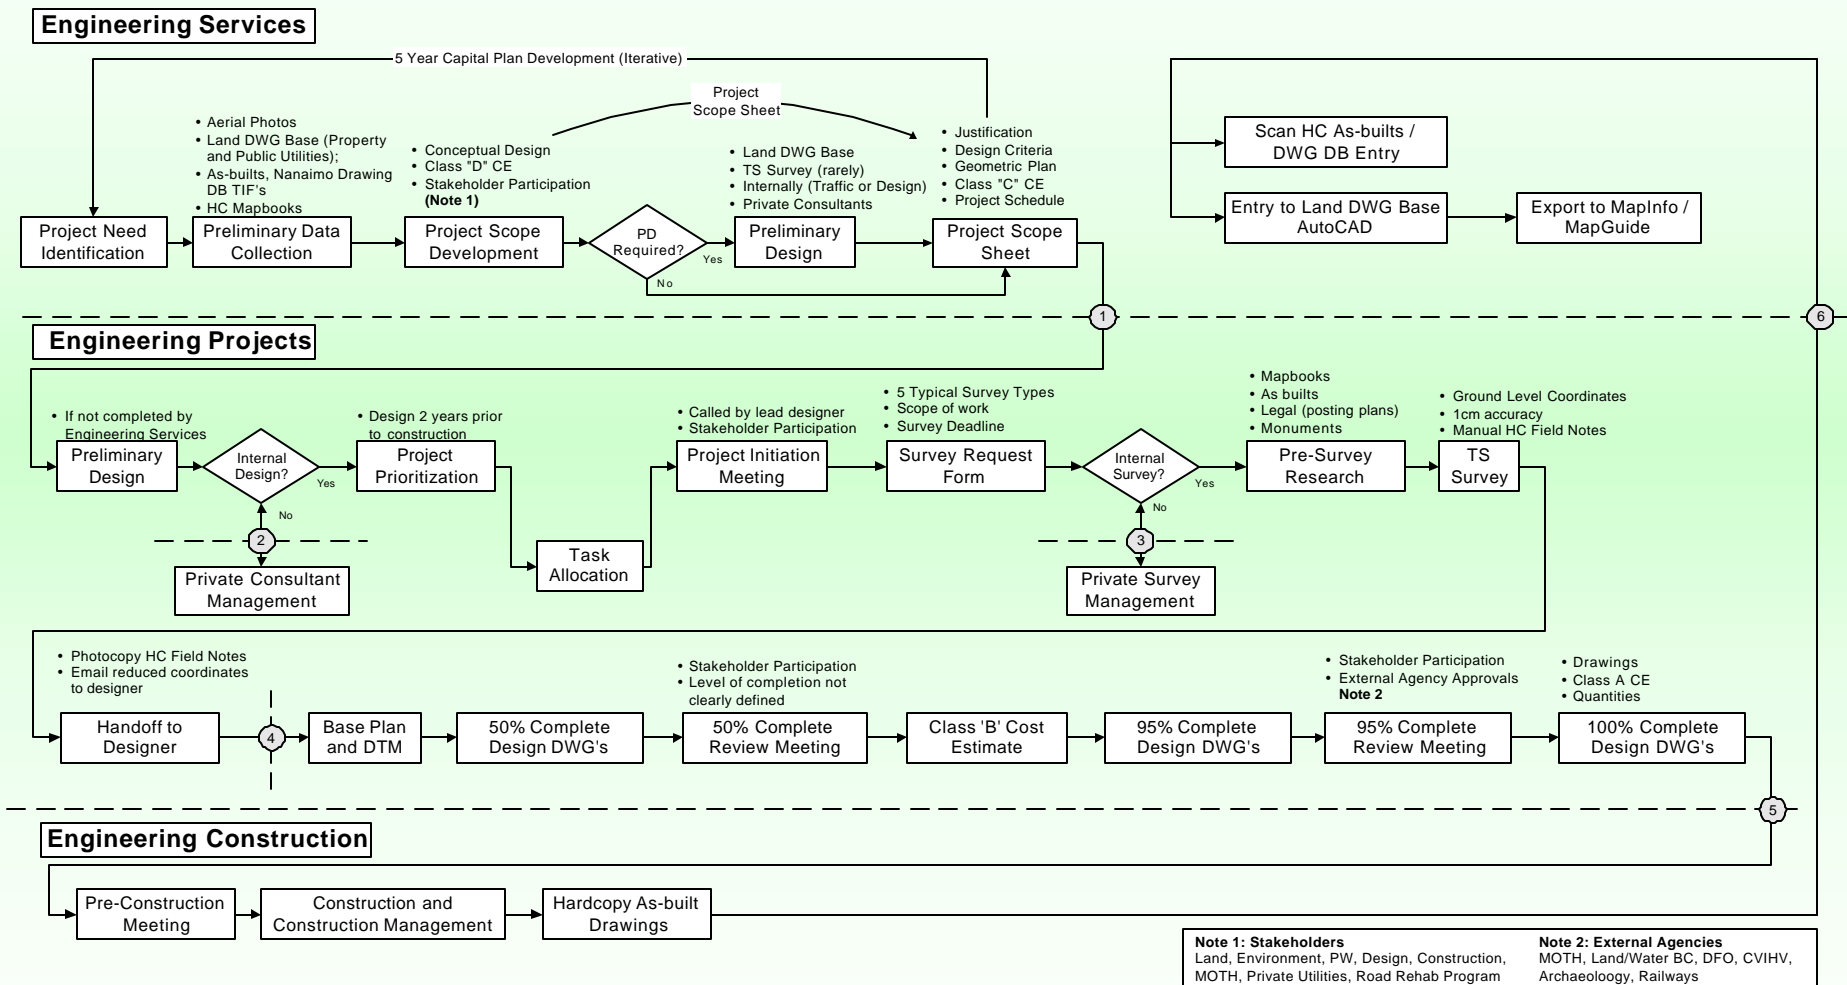 Engineering Services
5 Year Capital Plan Development (Iterative)
Project
Scope Sheet
• Aerial Photos
• Land DWG Base (Property
and Public Utilities);
• As-builts, Nanaimo Drawing
DB TIF's
• HC Mapbooks
• Conceptual Design
• Class "D" CE
• Stakeholder Participation
(Note 1)
• Land DWG Base
• TS Survey (rarely)
• Internally (Traffic or Design)
• Private Consultants
• Justification
• Design Criteria
• Geometric Plan
• Class "C" CE
• Project Schedule
Project Need
Identification
Preliminary Data
Collection
Project Scope
Development
PD
Required?
Yes
No
Preliminary
Design
Project Scope
Sheet
Scan HC As-builts /
DWG DB Entry
Entry to Land DWG Base
AutoCAD
Export to MapInfo /
MapGuide
1
6
Engineering Projects
• If not completed by
Engineering Services
• Design 2 years prior
to construction
• Called by lead designer
• Stakeholder Participation
• 5 Typical Survey Types
• Scope of work
• Survey Deadline
• Mapbooks
• As builts
• Legal (posting plans)
• Monuments
• Ground Level Coordinates
• 1cm accuracy
• Manual HC Field Notes
Preliminary
Design
Internal
Design?
Yes
No
Project
Prioritization
Project Initiation
Meeting
Survey Request
Form
Internal
Survey?
Yes
No
Pre-Survey
Research
TS
Survey
2
Private Consultant
Management
Task
Allocation
3
Private Survey
Management
• Photocopy HC Field Notes
• Email reduced coordinates
to designer
• Stakeholder Participation
• Level of completion not
clearly defined
• Stakeholder Participation
• External Agency Approvals
Note 2
• Drawings
• Class A CE
• Quantities
Handoff to
Designer
4
Base Plan
and DTM
50% Complete
Design DWG's
50% Complete
Review Meeting
Class 'B' Cost
Estimate
95% Complete
Design DWG's
95% Complete
Review Meeting
100% Complete
Design DWG's
5
Engineering Construction
Pre-Construction
Meeting
Construction and
Construction Management
Hardcopy As-built
Drawings
Note 1: Stakeholders
Land, Environment, PW, Design, Construction,
MOTH, Private Utilities, Road Rehab Program
Note 2: External Agencies
MOTH, Land/Water BC, DFO, CVIHV,
Archaeoloogy, Railways